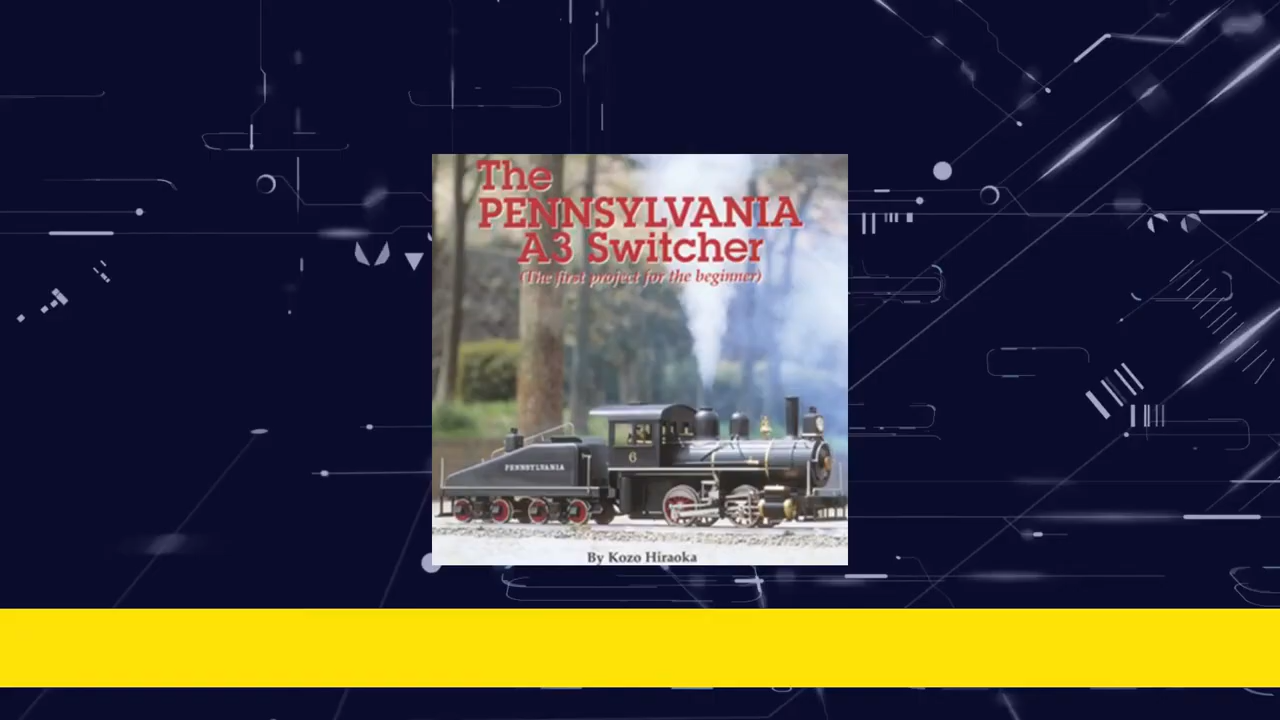 The
PENNSYLVANIA
A3 Switcher
(The first project for the beginner)
PENNSYLVANIA
6
By Kozo Hiraoka